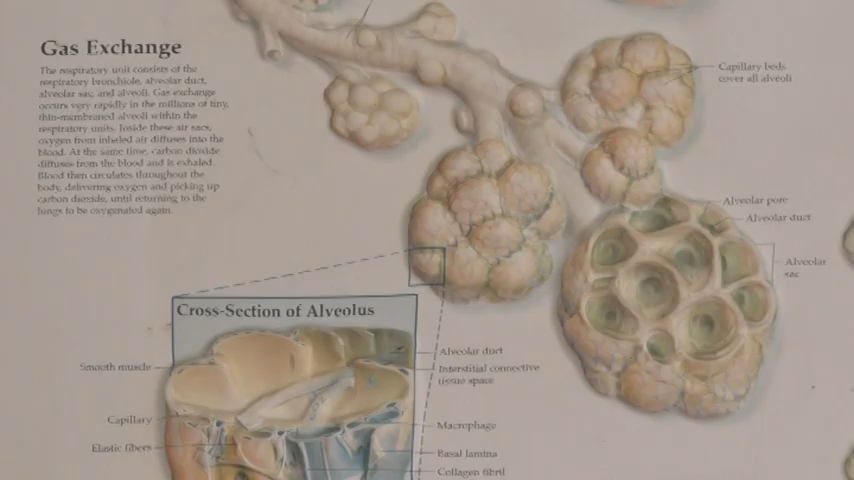 Gas Exchange
The respiratory unit consists of the
respiratory bronchiole, alveolar duct,
alveolar sac, and alveoli. Gas exchange
occurs very rapidly in the millions of tiny,
thin-membraned alveoli within the
respiratory units. Inside these air sacs,
oxygen from inhaled air diffuses into the
blood. At the same time, carbon dioxide
diffuses from the blood and is exhaled.
Blood then circulates throughout the
body, delivering oxygen and picking up
carbon dioxide, until returning to the
lungs to be oxygenated again.
Capillary beds
cover all alveoli
Alveolar pore
Alveolar duct
Alveolar
sac
Cross-Section of Alveolus
Smooth muscle
Capillary
Elastic fibers
Alveolar duct
Interstitial connective
tissue space
Macrophage
Basal lamina
Collagen fibril